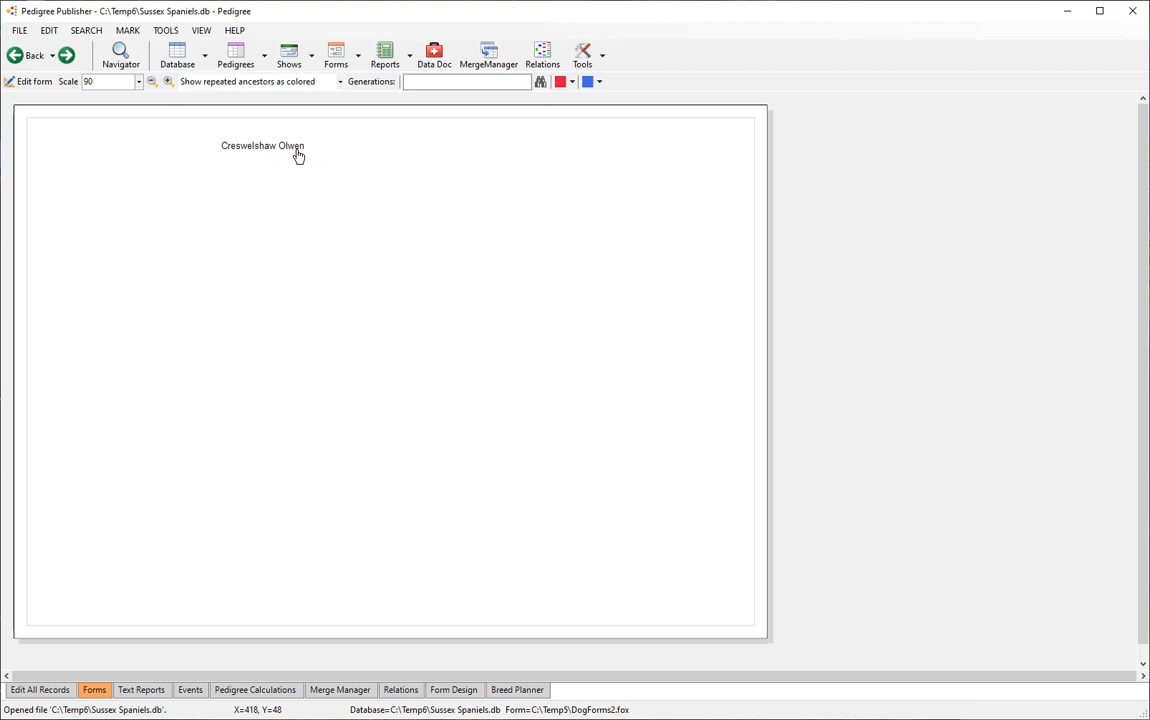 Pedigree Publisher - C:\Temp6\Sussex Spaniels.db - Pedigree
FILE EDIT SEARCH MARK TOOLS VIEW HELP
Back Navigator Database Pedigrees Shows Forms Reports Data Doc MergeManager Relations Tools
Edit form Scale 90 Show repeated ancestors as colored Generations:
Creswelshaw Olwen
Edit All Records Forms Text Reports Events Pedigree Calculations Merge Manager Relations Form Design Breed Planner
Opened file 'C:\Temp6\Sussex Spaniels.db'. X=418, Y=48 Database=C:\Temp6\Sussex Spaniels.db Form=C:\Temp5\DogForms2.fox